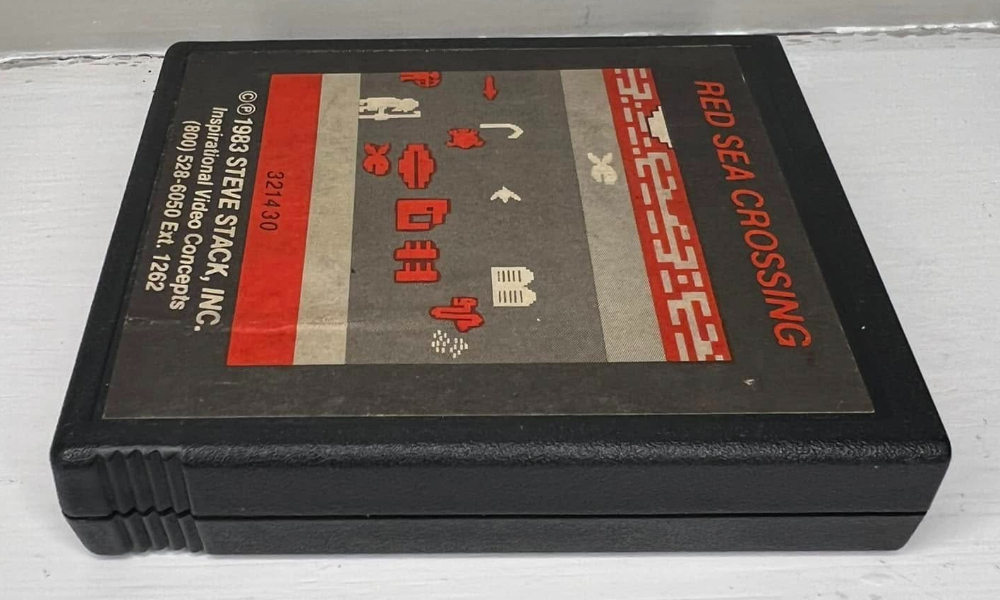 RED SEA CROSSING
321430
©℗ 1983 STEVE STACK, INC.
Inspirational Video Concepts
(800) 528-6050 Ext. 1262